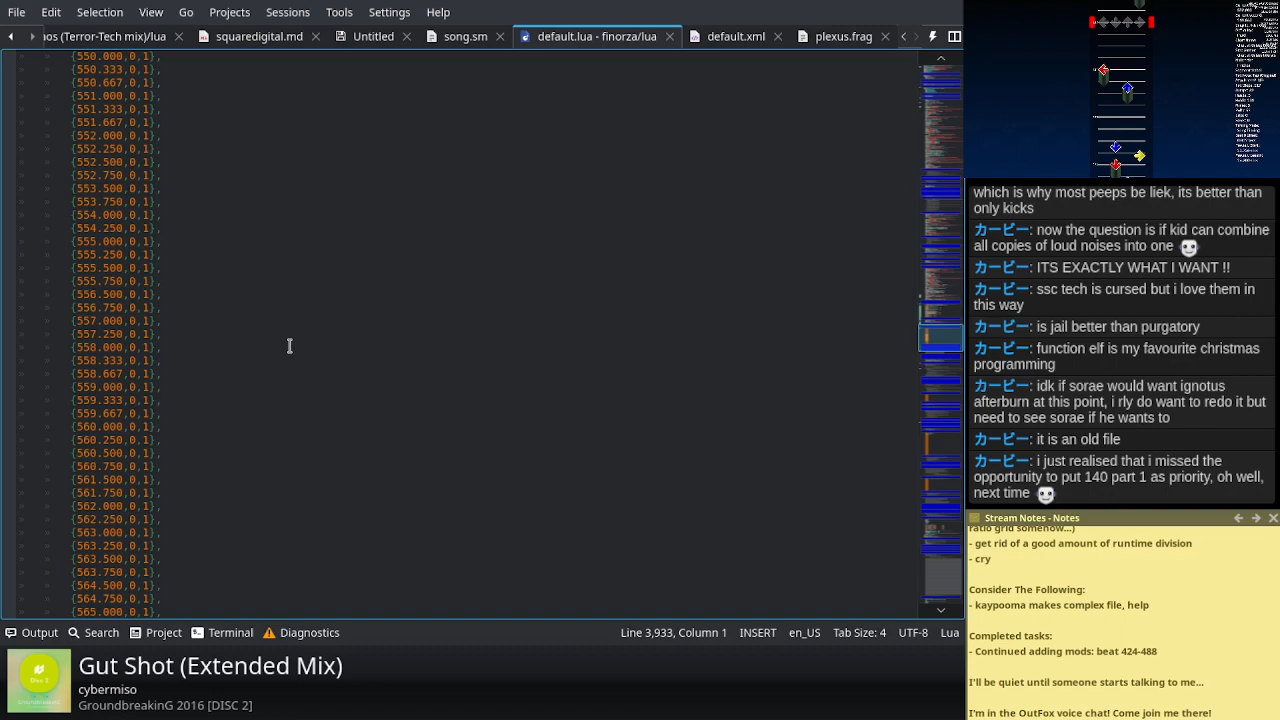 File Edit Selection View Go Projects Sessions Tools Settings Help
os (Terror-Tech mix)/lua squaredigital.md Untitled song.sm default.lua - finorza/lua default.xml plexus.frag
{550.000,0,1},
{550.333,0,1},
{550.667,0,1},
{551.000,0,1},
{551.333,0,1},
{551.667,0,1},
{552.000,0,1},
{552.250,0,1},
{552.500,0,1},
{552.750,0,1},
{553.500,0,1},
{553.750,0,1},
{554.000,0,1},
{554.250,0,1},
{555.000,0,1},
{555.250,0,1},
{555.500,0,1},
{555.750,0,1},
{556.500,0,1},
{556.750,0,1},
{557.000,0,1},
{557.250,0,1},
{558.000,0,1},
{558.333,0,1},
{558.667,0,1},
{559.000,0,1},
{559.333,0,1},
{559.667,0,1},
{560.000,0,1},
{560.250,0,1},
{560.500,0,1},
{560.750,0,1},
{561.500,0,1},
{561.750,0,1},
{562.000,0,1},
{562.250,0,1},
{563.000,0,1},
{563.250,0,1},
{563.500,0,1},
{563.750,0,1},
{564.500,0,1},
{564.750,0,1},
{565.000,0,1},
Output Search Project Terminal Diagnostics Line 3,933, Column 1 INSERT en_US Tab Size: 4 UTF-8 Lua
Disc 2
Gut Shot (Extended Mix)
cybermiso
GroundbreakinG 2016 [DISC 2]
which is why most peeps be liek, its better than
only kicks
カービー: now the question is if kid can combine
all copies of loud noises into one
カービー: ITS EXACTLY WHAT I WANT !!
カービー: ssc tech is cursed but i love them in
this way
カービー: is jail better than purgatory
カービー: function elf is my favourite christmas
programming
カービー: idk if sorae would want ignotus
afterburn at this point, i rly do want to redo it but
need to see sorae if he wants to
カービー: it is an old file
カービー: i just realised that i missed the
opportunity to put 140 part 1 as priority, oh well,
next time
Stream Notes - Notes
ratio grid somehow...)
- get rid of a good amount of runtime division
- cry
Consider The Following:
- kaypooma makes complex file, help
Completed tasks:
- Continued adding mods: beat 424-488
I'll be quiet until someone starts talking to me...
I'm in the OutFox voice chat! Come join me there!